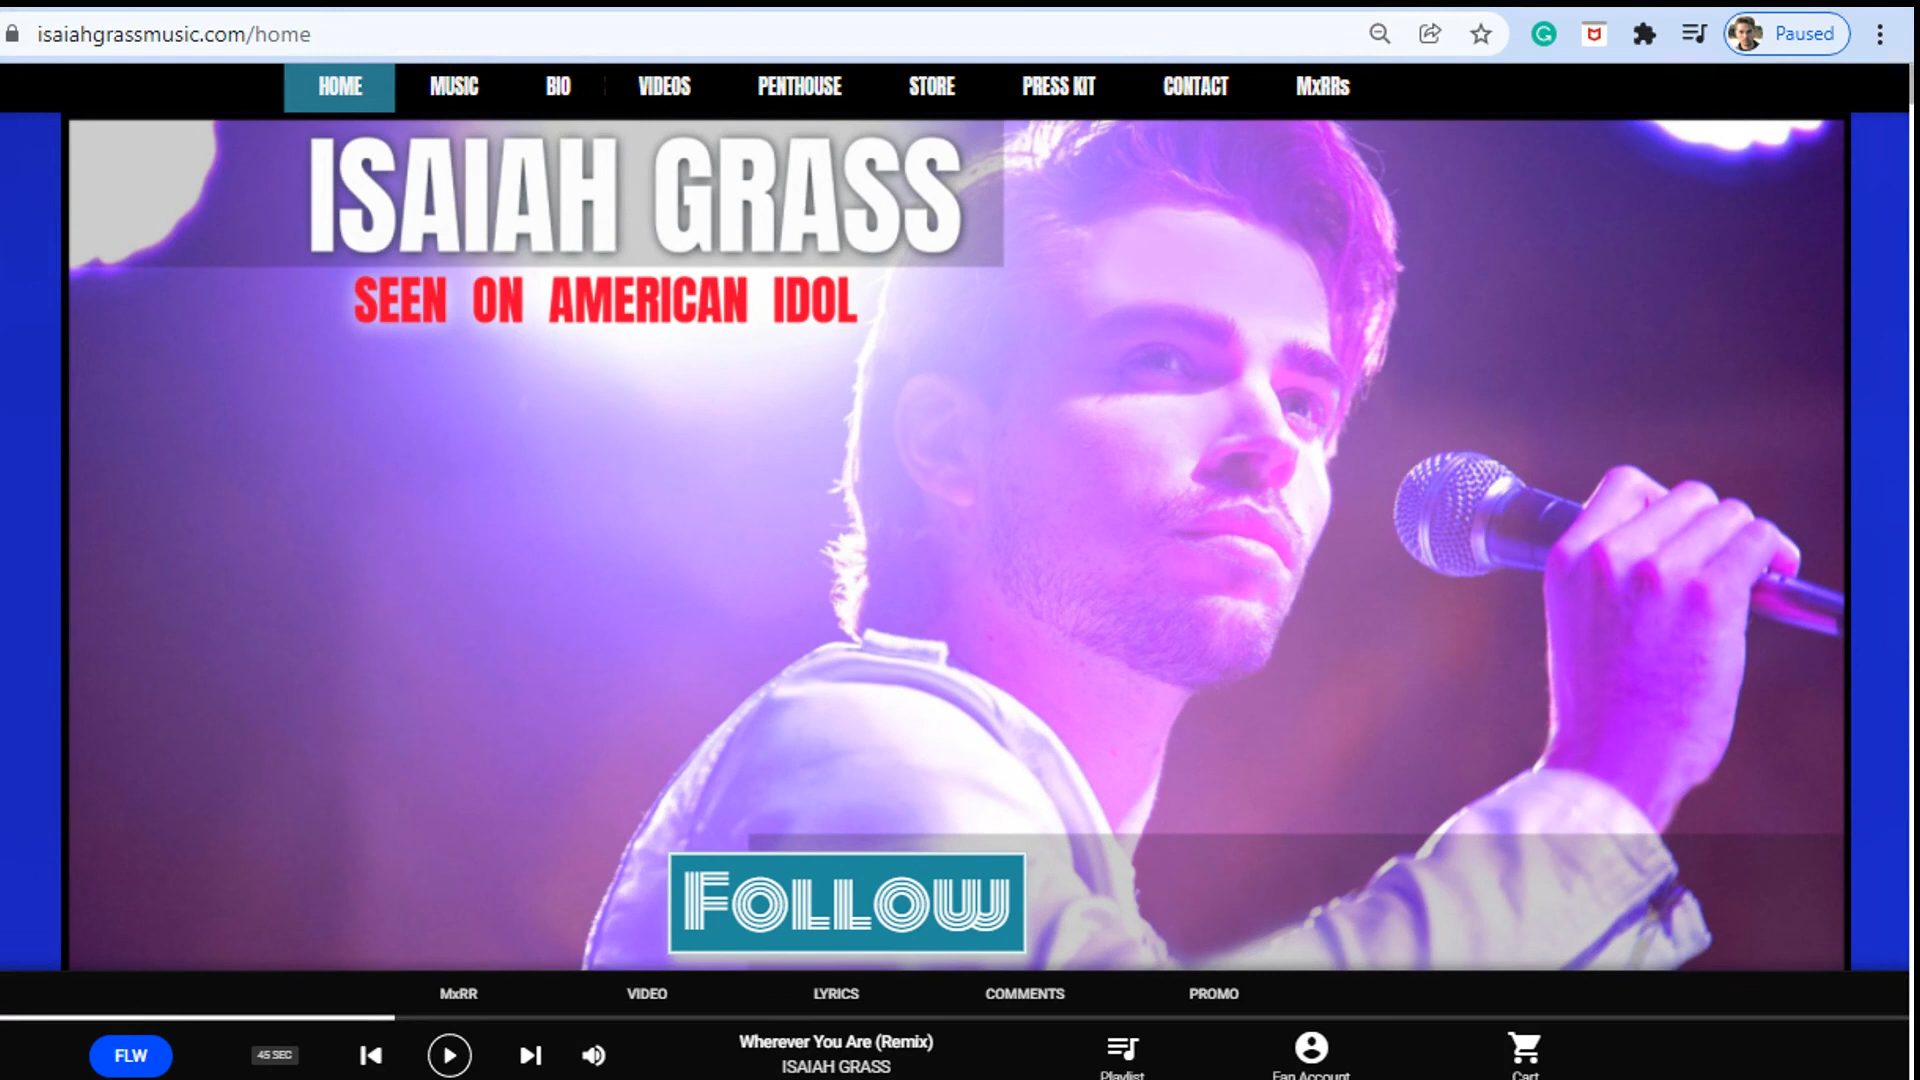 isaiahgrassmusic.com/home
Paused
HOME MUSIC BIO VIDEOS PENTHOUSE STORE PRESS KIT CONTACT MxRRs
ISAIAH GRASS
SEEN ON AMERICAN IDOL
FOLLOW
MxRR VIDEO LYRICS COMMENTS PROMO
FLW 45 SEC
Wherever You Are (Remix)
ISAIAH GRASS
Playlist Fan Account Cart